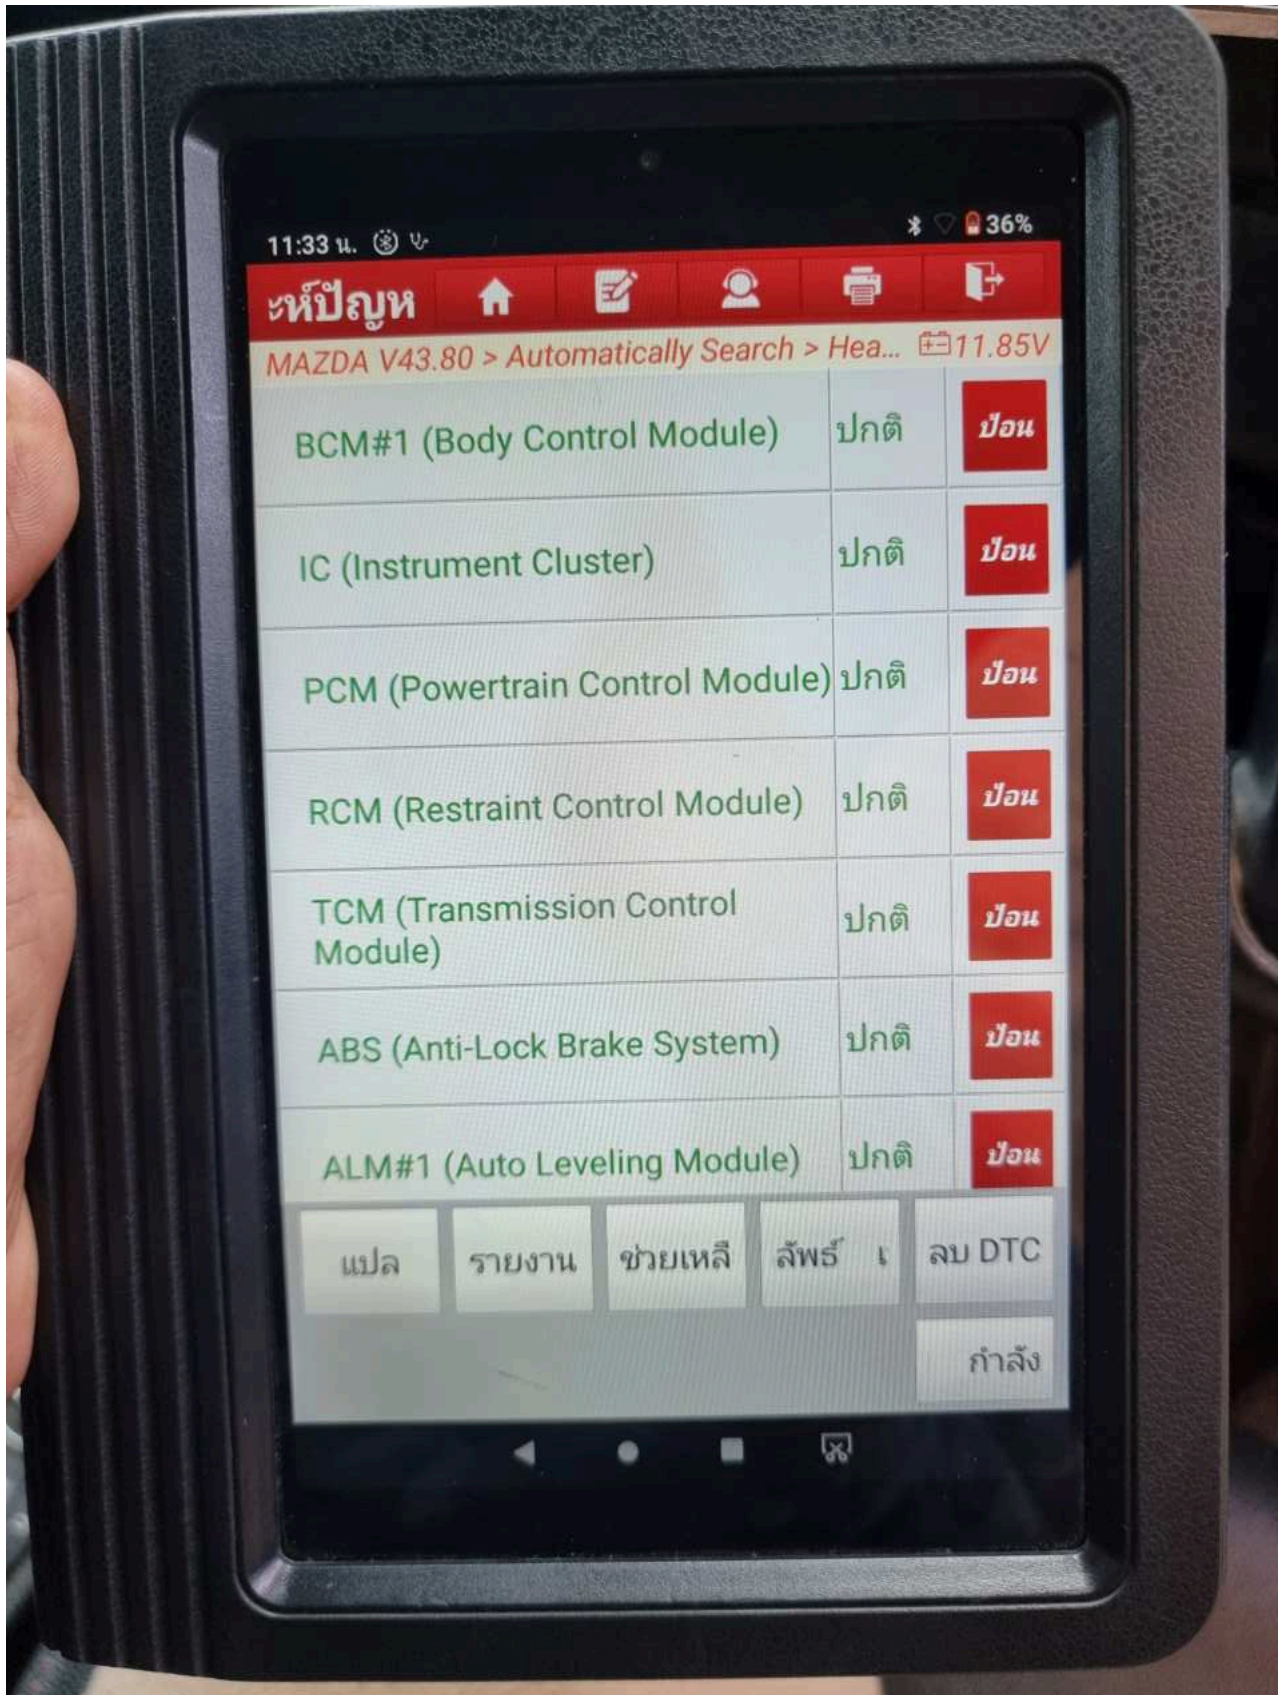 11:33 น. 36%
ะห์ปัญห
MAZDA V43.80 > Automatically Search > Hea... 11.85V
BCM#1 (Body Control Module) ปกติ ป้อน
IC (Instrument Cluster) ปกติ ป้อน
PCM (Powertrain Control Module) ปกติ ป้อน
RCM (Restraint Control Module) ปกติ ป้อน
TCM (Transmission Control
Module) ปกติ ป้อน
ABS (Anti-Lock Brake System) ปกติ ป้อน
ALM#1 (Auto Leveling Module) ปกติ ป้อน
แปล รายงาน ช่วยเหลื ลัพธ์ เ ลบ DTC
กำลัง